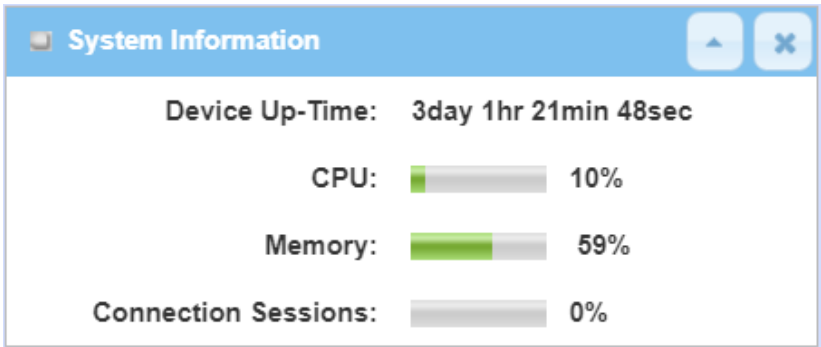 System Information
Device Up-Time: 3day 1hr 21min 48sec
CPU: 10%
Memory: 59%
Connection Sessions: 0%